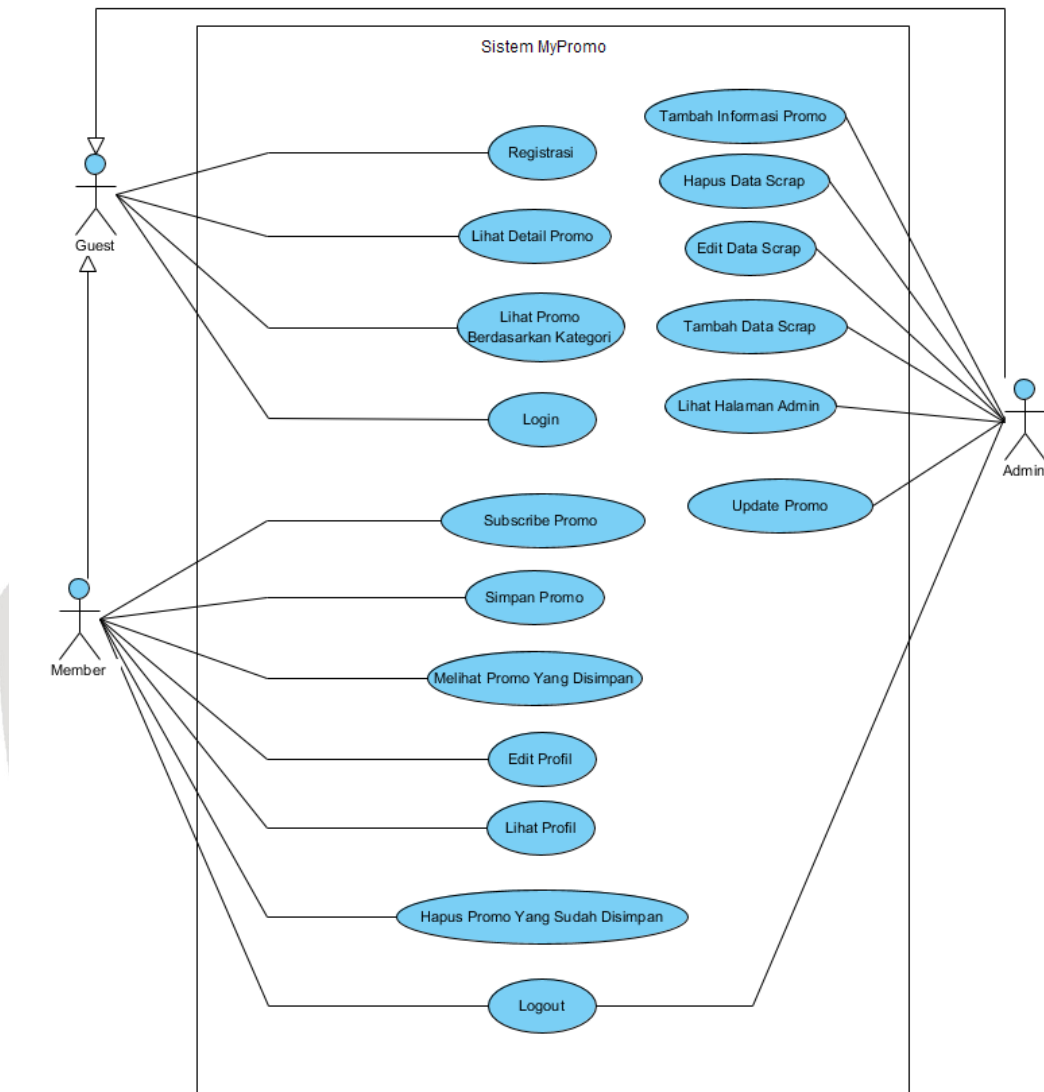 Sistem MyPromo
Tambah Informasi Promo
Registrasi
Hapus Data Scrap
Guest
Lihat Detail Promo
Edit Data Scrap
Lihat Promo
Berdasarkan Kategori
Tambah Data Scrap
Login
Lihat Halaman Admin
Admin
Subscribe Promo
Update Promo
Simpan Promo
Member
Melihat Promo Yang Disimpan
Edit Profil
Lihat Profil
Hapus Promo Yang Sudah Disimpan
Logout